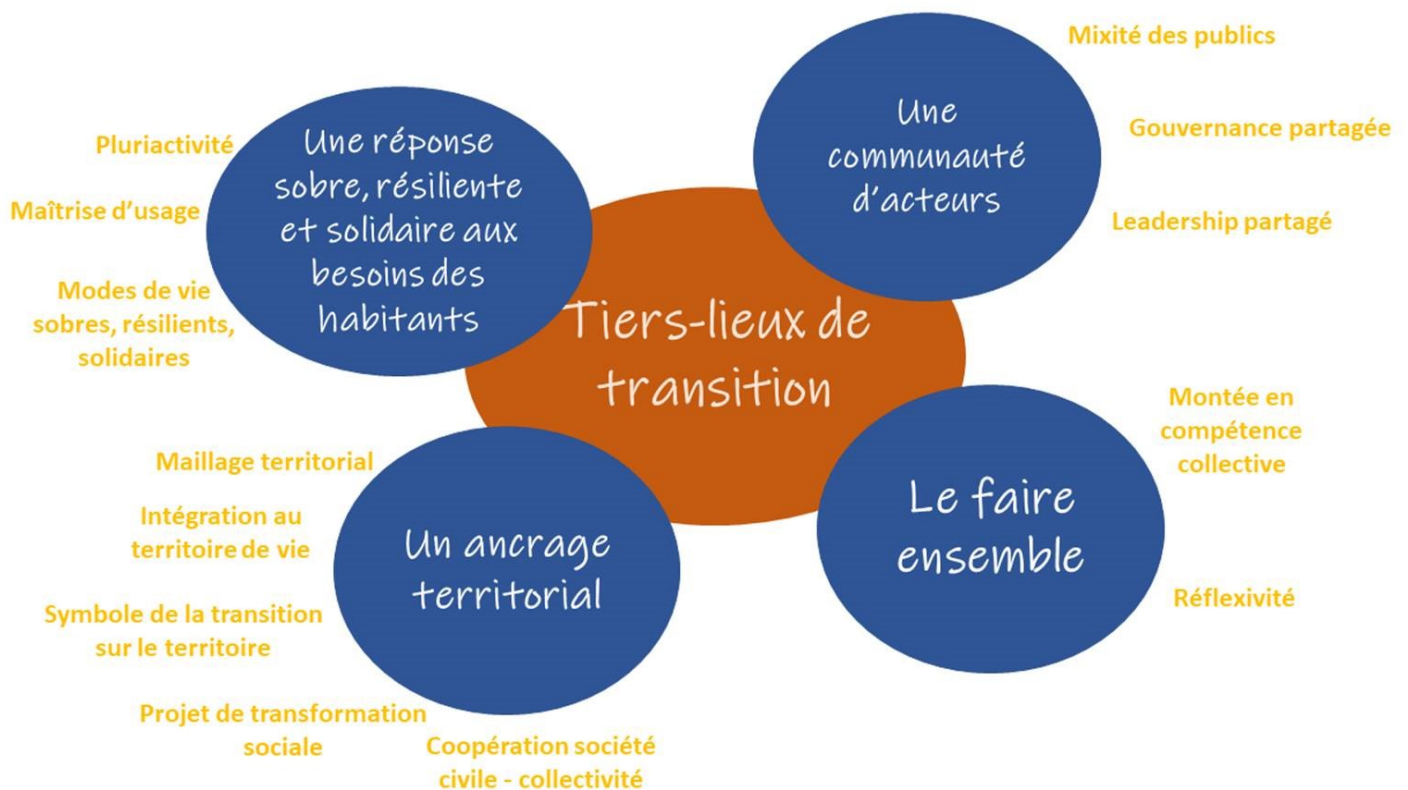 Mixité des publics
Une
communauté
d'acteurs
Gouvernance partagée
Leadership partagé
Pluriactivité
Maîtrise d'usage
Modes de vie
sobres, résilients,
solidaires
Une réponse
sobre, résiliente
et solidaire aux
besoins des
habitants
Tiers-lieux de
transition
Montée en
compétence
collective
Le faire
ensemble
Réflexivité
Maillage territorial
Intégration au
territoire de vie
Un ancrage
territorial
Symbole de la transition
sur le territoire
Projet de transformation
sociale
Coopération société
civile - collectivité